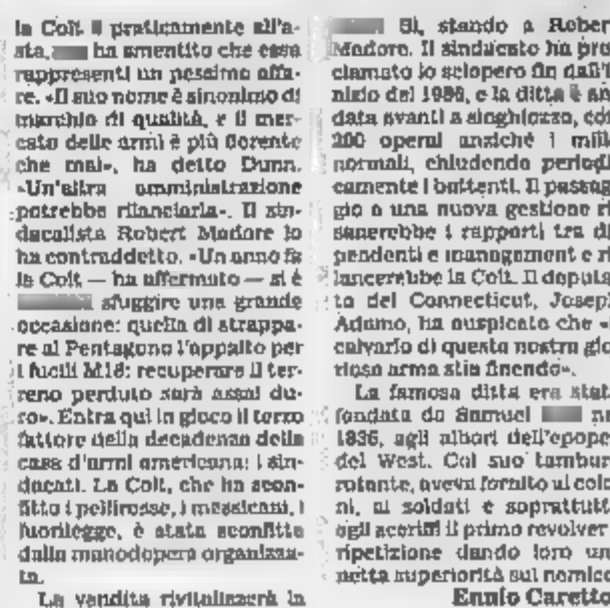 la Colt è praticamente all'a-
sta, ha smentito che essa
rappresenti un pessimo affa-
re. «Il suo nome è sinonimo di
marchio di qualità, e il mer-
cato delle armi è più florente
che mai», ha detto Dunn.
«Un'altra amministrazione
potrebbe rilanciarla». Il sin-
dacalista Robert Madore lo
ha contraddetto. «Un anno fa
la Colt — ha affermato — si è
sfuggire una grande
occasione: quella di strappa-
re al Pentagono l'appalto per
i fucili M16: recuperare il ter-
reno perduto sarà assai du-
ro». Entra qui in gioco il terzo
fattore della decadenza della
casa d'armi americana: i sin-
dacati. La Colt, che ha scon-
fitto i pellirosse, i messicani, i
fuorilegge, è stata sconfitta
dalla manodopera organizza-
ta.
La vendita rivitalizzerà la
Sì, stando a Rober
Madore. Il sindacato ha pro
clamato lo sciopero fin dall'i
nizio del 1986, e la ditta è an
data avanti a singhiozzo, con
200 operai anziché i mill
normali, chiudendo periodi
camente i battenti. Il passag
gio a una nuova gestione ri
sanerebbe i rapporti tra di
pendenti e management e ri
lancerebbe la Colt. Il deputa
to del Connecticut, Josep
Adamo, ha auspicato che «i
calvario di questa nostra glo
riosa arma stia finendo».
La famosa ditta era stat
fondata da Samuel ne
1836, agli albori dell'epope
del West. Col suo tambur
rotante, aveva fornito ai colo
ni, ai soldati e soprattutt
agli sceriffi il primo revolver
ripetizione dando loro un
netta superiorità sul nemico
Ennio Caretto